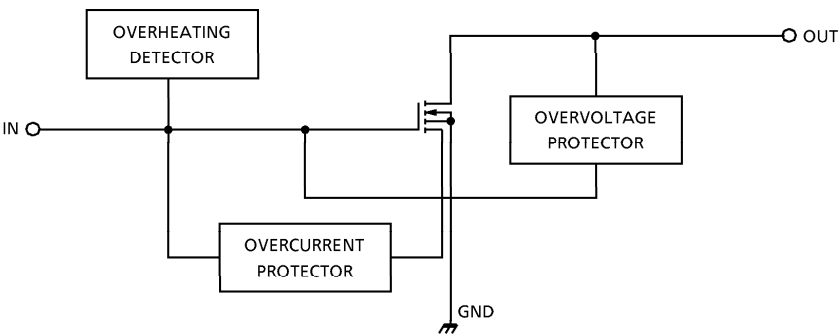 OVERHEATING
DETECTOR
OUT
IN
OVERVOLTAGE
PROTECTOR
OVERCURRENT
PROTECTOR
GND